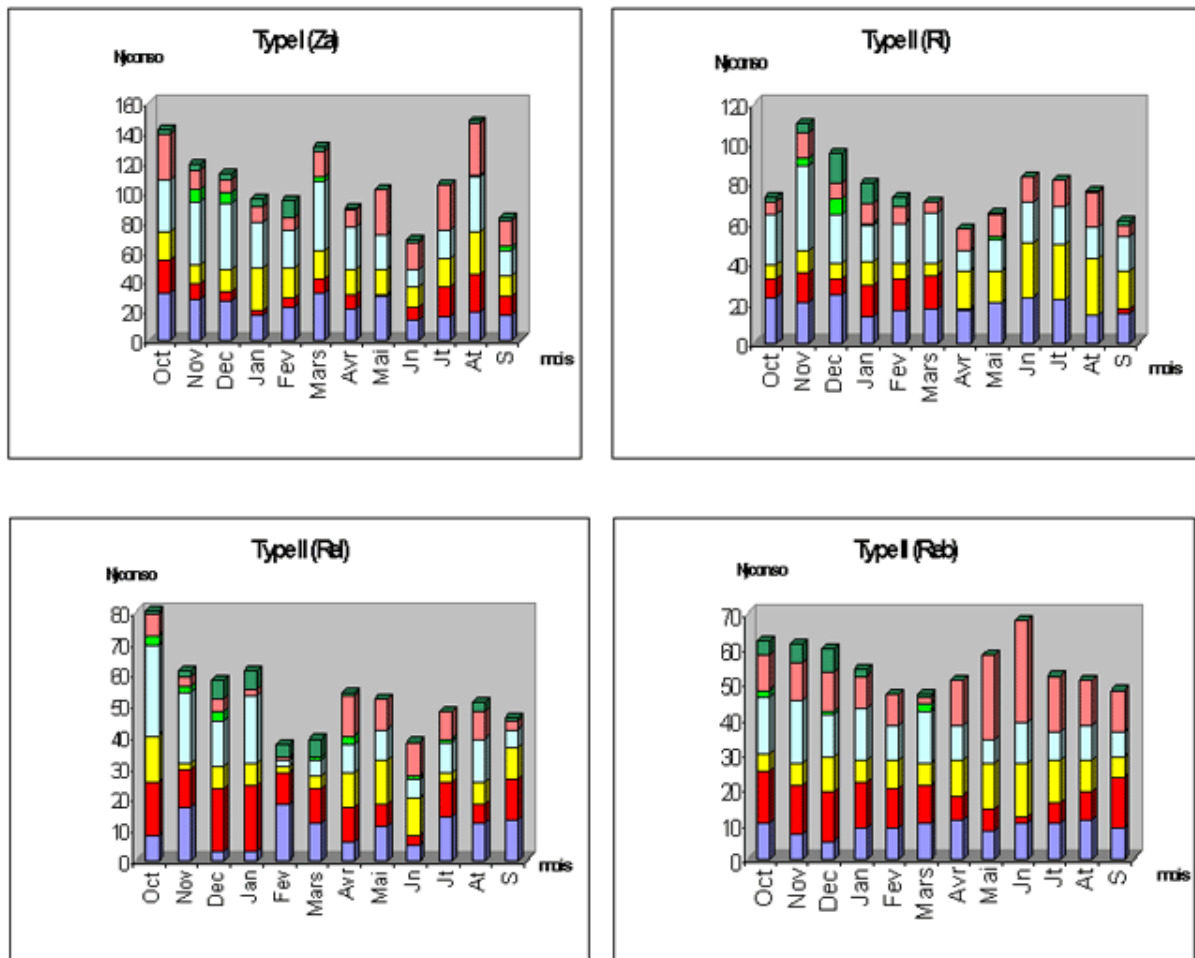 Type I (Za)
Njconso
160
140
120
100
80
60
40
20
0
Oct Nov Dec Jan Fev Mars Avr Mai Jn Jt At S
mois
Type II (Rl)
Njconso
120
100
80
60
40
20
0
Oct Nov Dec Jan Fev Mars Avr Mai Jn Jt At S
mois
Type II (Rel)
Njconso
80
70
60
50
40
30
20
10
0
Oct Nov Dec Jan Fev Mars Avr Mai Jn Jt At S
mois
Type II (Reb)
Njconso
70
60
50
40
30
20
10
0
Oct Nov Dec Jan Fev Mars Avr Mai Jn Jt At S
mois